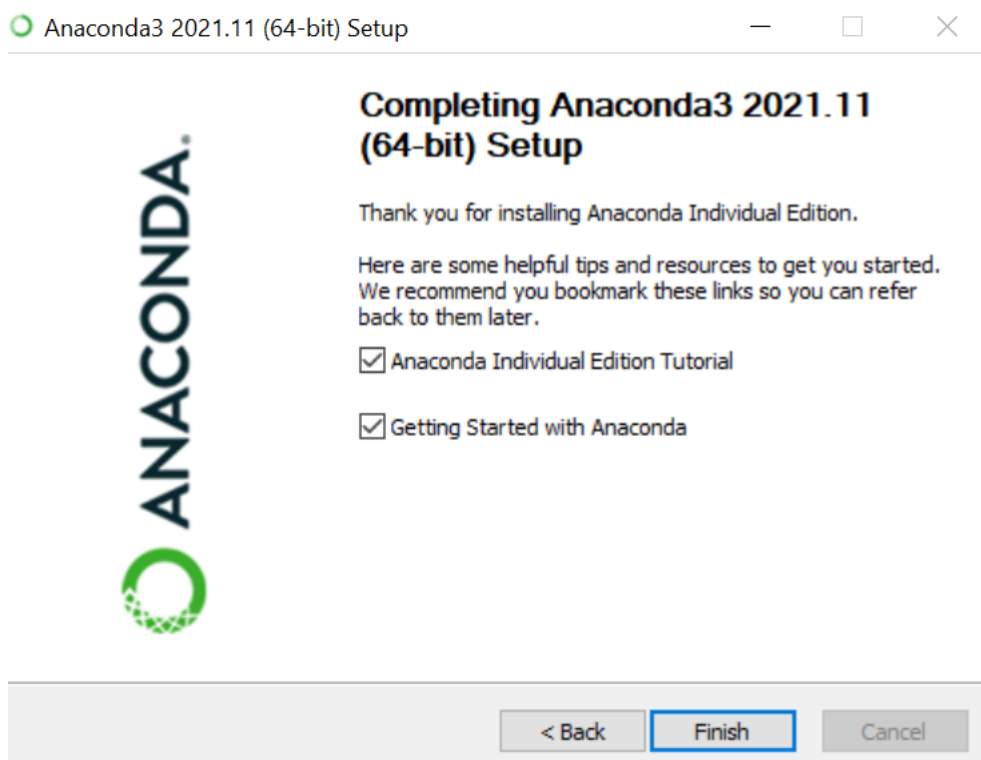 Anaconda3 2021.11 (64-bit) Setup
Completing Anaconda3 2021.11
(64-bit) Setup
ANACONDA.
Thank you for installing Anaconda Individual Edition.
Here are some helpful tips and resources to get you started.
We recommend you bookmark these links so you can refer
back to them later.
Anaconda Individual Edition Tutorial
Getting Started with Anaconda
< Back
Finish
Cancel